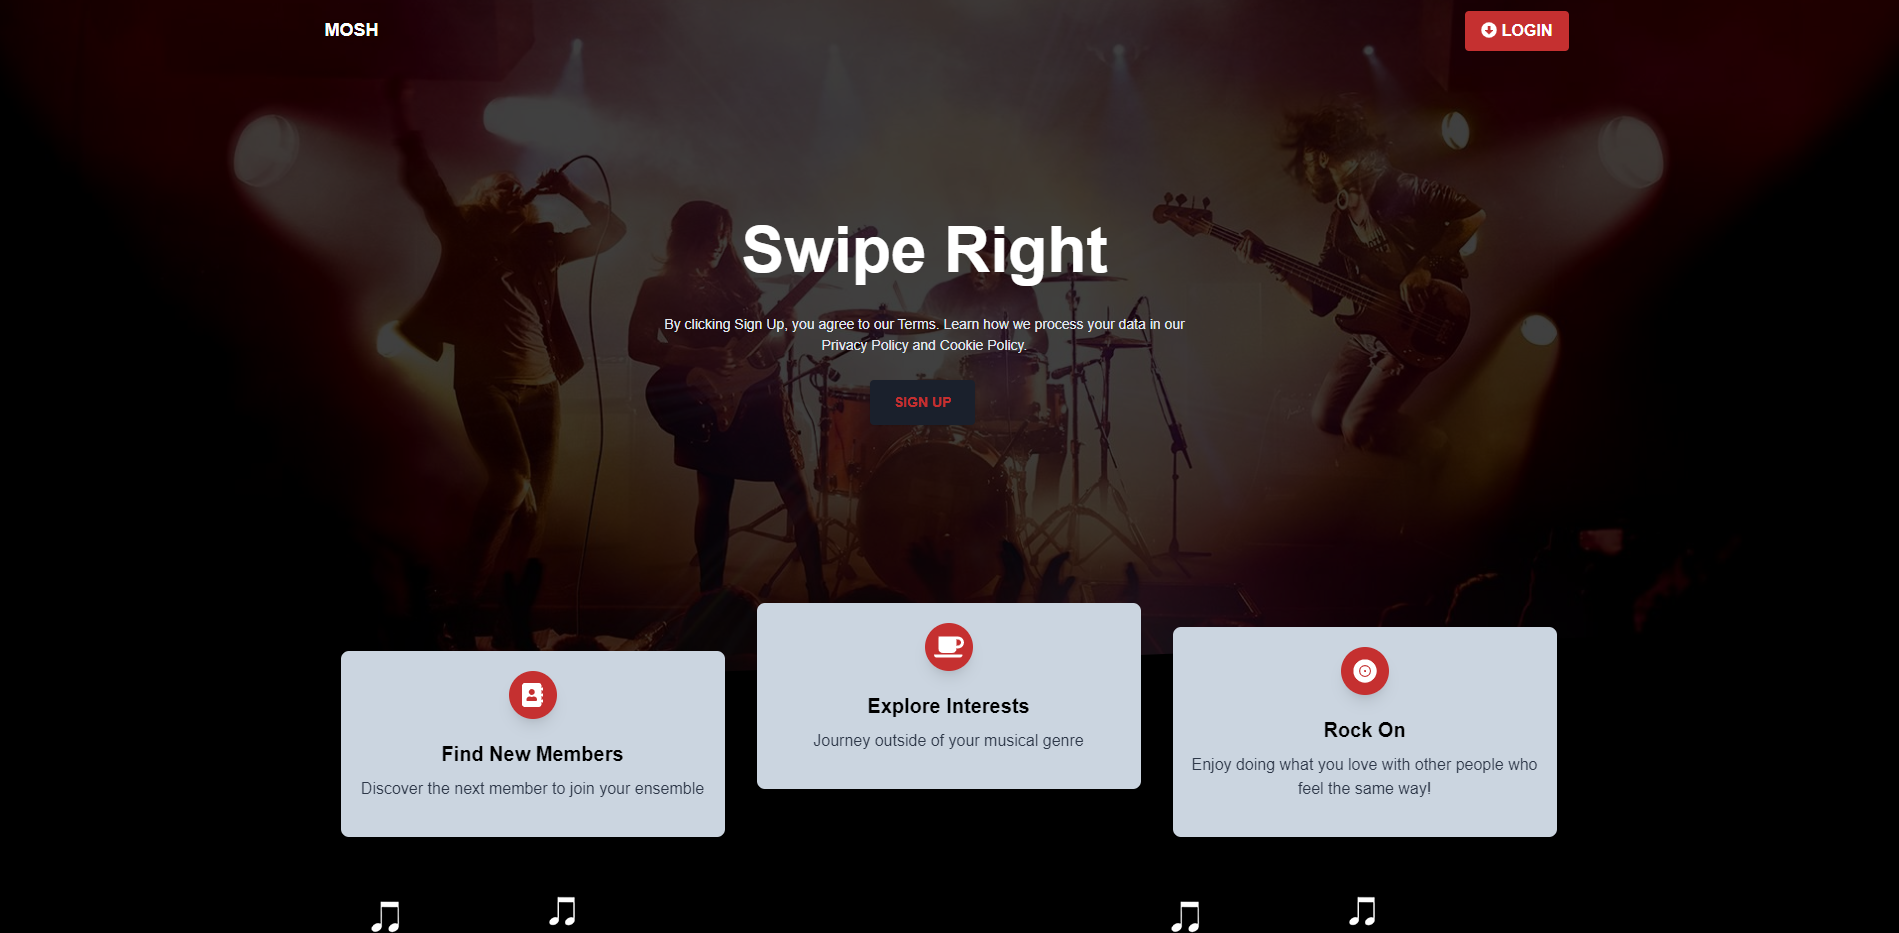 MOSH
LOGIN
Swipe Right
By clicking Sign Up, you agree to our Terms. Learn how we process your data in our
Privacy Policy and Cookie Policy.
SIGN UP
Find New Members
Discover the next member to join your ensemble
Explore Interests
Journey outside of your musical genre
Rock On
Enjoy doing what you love with other people who
feel the same way!